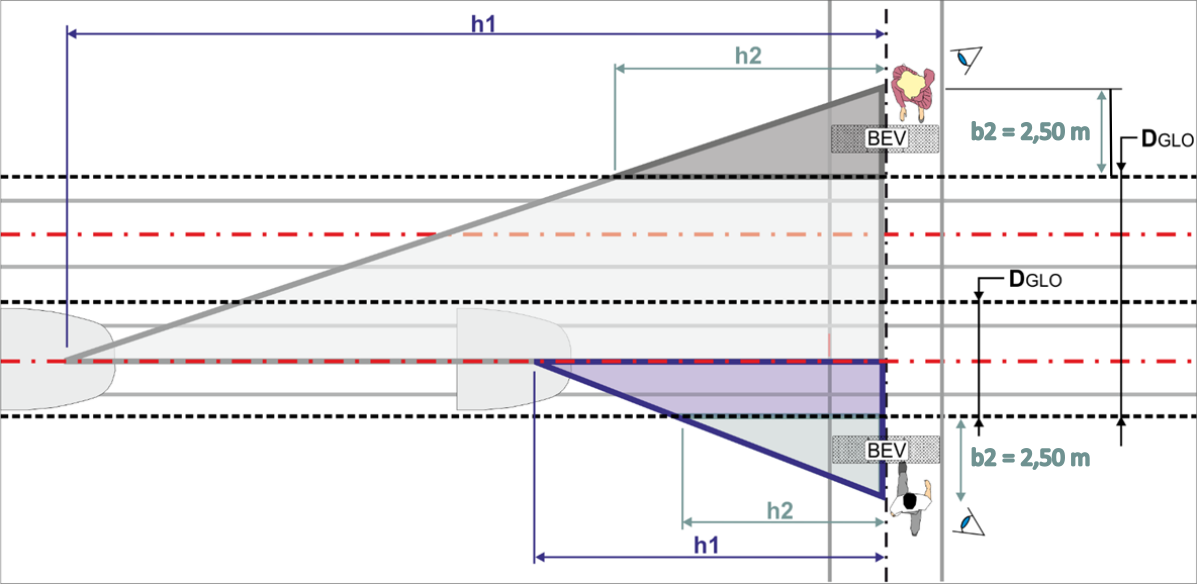 h1
h2
BEV
b2 = 2,50 m
DGLO
DGLO
BEV
b2 = 2,50 m
h2
h1